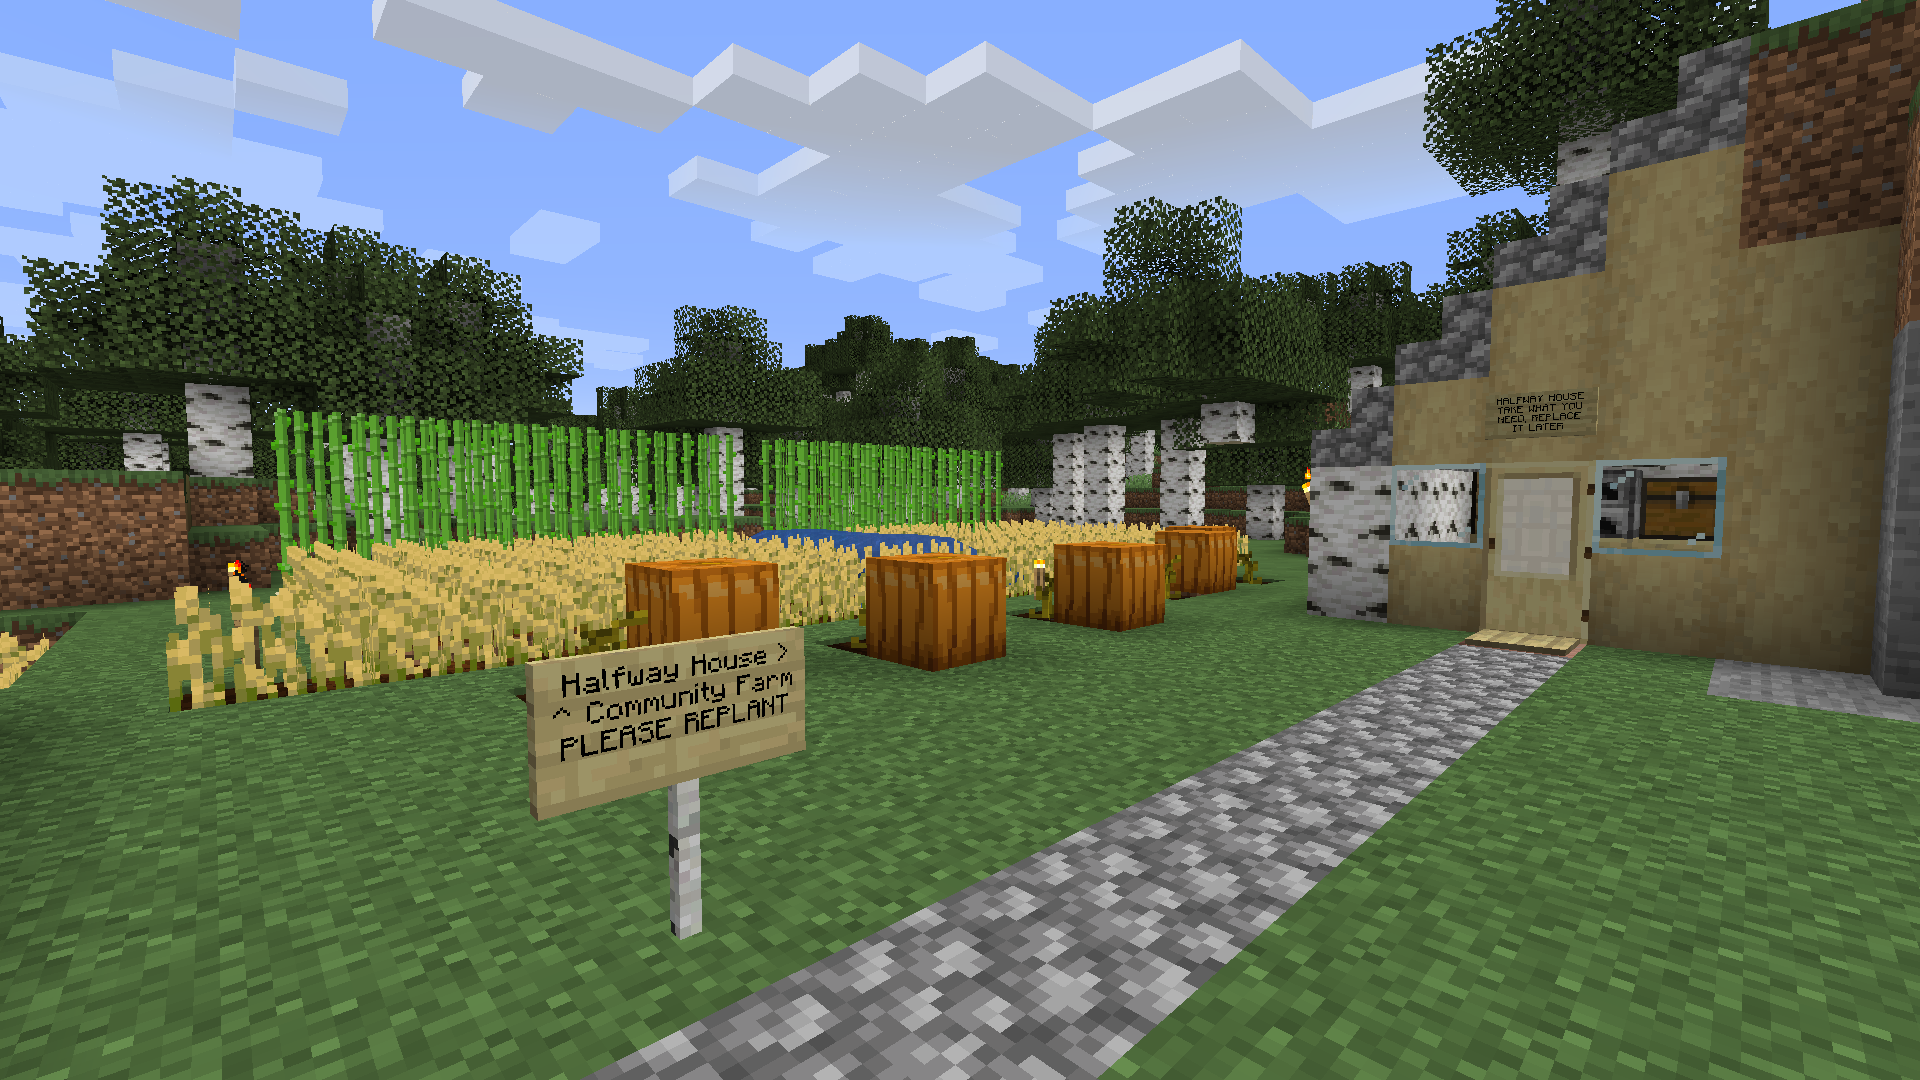 Halfway House >
^ Community Farm
PLEASE REPLANT
HALFWAY HOUSE
TAKE WHAT YOU
NEED, REPLACE
IT LATER